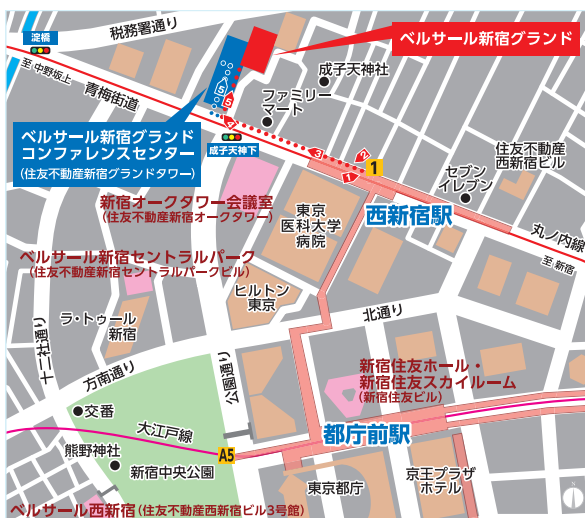 淀橋
税務署通り
ベルサール新宿グランド
至 中野坂上
青梅街道
成子天神社
ファミリー
マート
5
5
4
3
2
1
1
ベルサール新宿グランド
コンファレンスセンター
(住友不動産新宿グランドタワー)
成子天神下
住友不動産
西新宿ビル
セブン
イレブン
新宿オークタワー会議室
(住友不動産新宿オークタワー)
東京
医科大学
病院
西新宿駅
丸ノ内線
至 新宿
ベルサール新宿セントラルパーク
(住友不動産新宿セントラルパークビル)
ヒルトン
東京
ラ・トゥール
新宿
北通り
十二社通り
方南通り
公園通り
新宿住友ホール・
新宿住友スカイルーム
(新宿住友ビル)
交番
大江戸線
都庁前駅
熊野神社
新宿中央公園
A5
東京都庁
京王プラザ
ホテル
ベルサール西新宿(住友不動産西新宿ビル3号館)